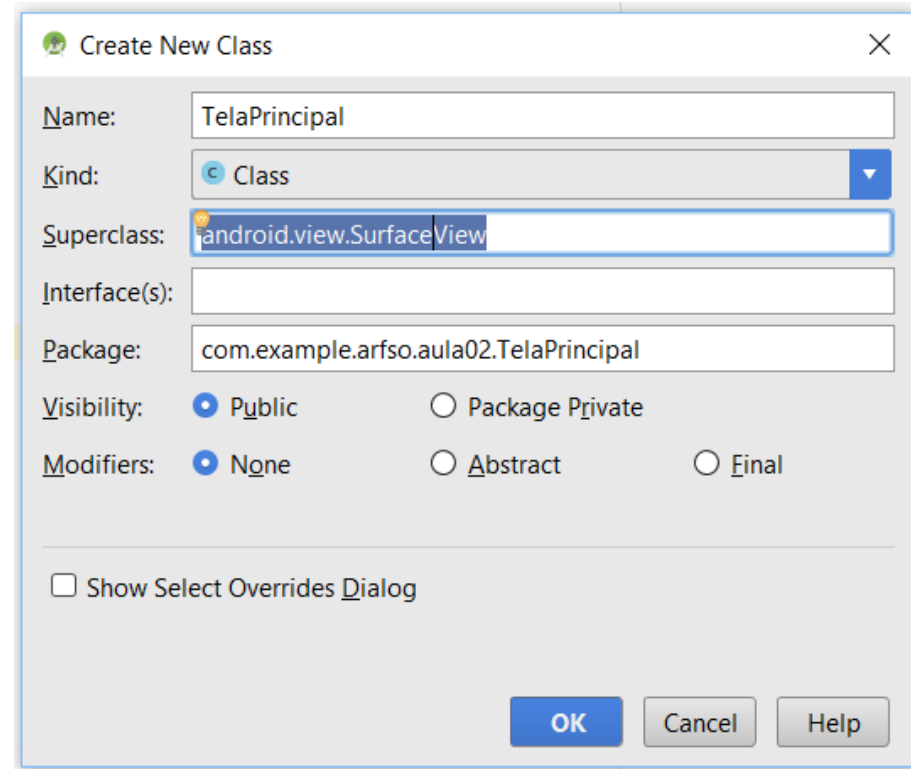 Create New Class
Name: TelaPrincipal
Kind: C Class
Superclass: android.view.SurfaceView
Interface(s):
Package: com.example.arfso.aula02.TelaPrincipal
Visibility: Public Package Private
Modifiers: None Abstract Final
Show Select Overrides Dialog
OK Cancel Help